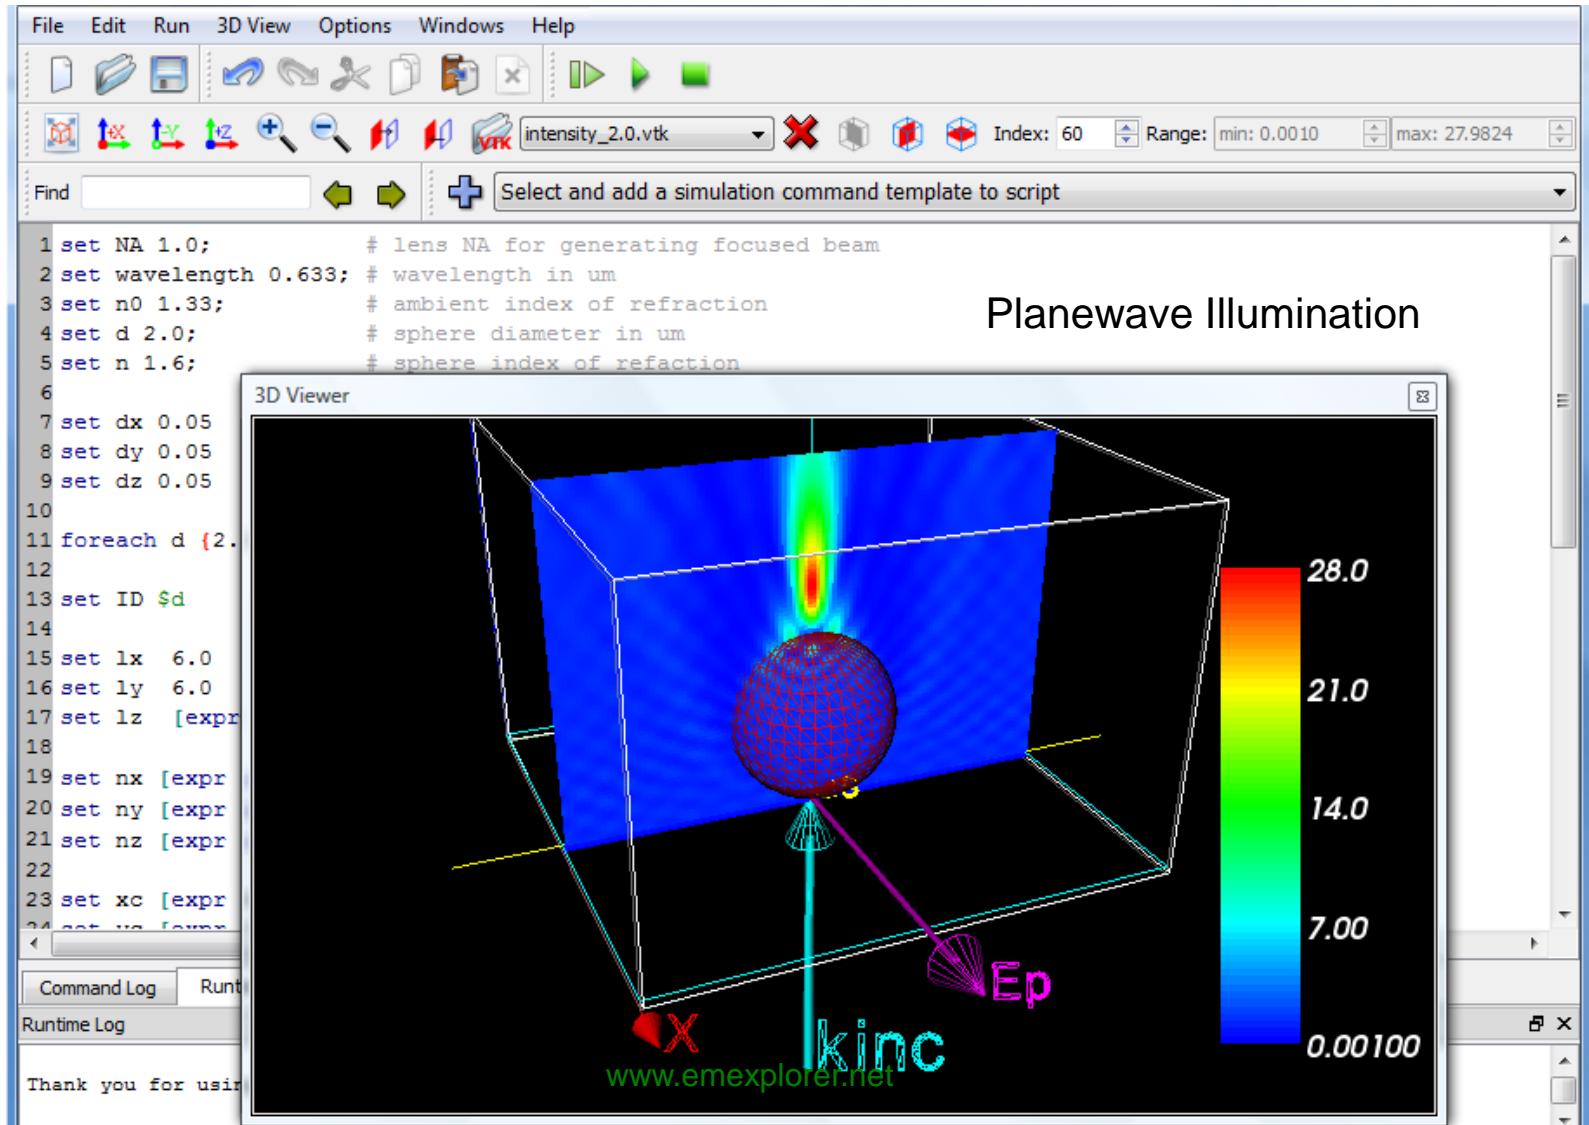 File Edit Run 3D View Options Windows Help
VTK intensity_2.0.vtk Index: 60 Range: min: 0.0010 max: 27.9824
Find Select and add a simulation command template to script
1 set NA 1.0; # lens NA for generating focused beam
2 set wavelength 0.633; # wavelength in um
3 set n0 1.33; # ambient index of refraction
4 set d 2.0; # sphere diameter in um
5 set n 1.6; # sphere index of refaction
6
7 set dx 0.05
8 set dy 0.05
9 set dz 0.05
10
11 foreach d {2.
12
13 set ID $d
14
15 set lx 6.0
16 set ly 6.0
17 set lz [expr
18
19 set nx [expr
20 set ny [expr
21 set nz [expr
22
23 set xc [expr
Planewave Illumination
3D Viewer
28.0
21.0
14.0
7.00
0.00100
Ep
X
kinc
www.emexplorer.net
Command Log Runt
Runtime Log
Thank you for usin